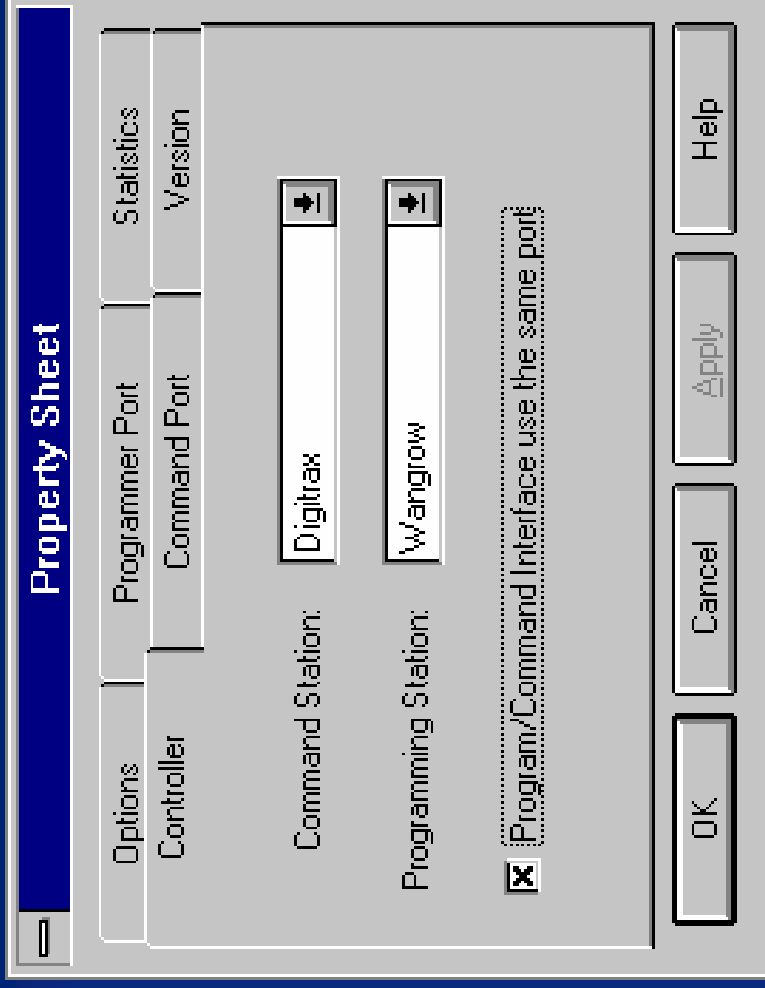 Property Sheet
Options Programmer Port Statistics
Controller Command Port Version
Command Station: Digitrax
Programming Station: Wangrow
Program/Command Interface use the same port
OK Cancel Apply Help